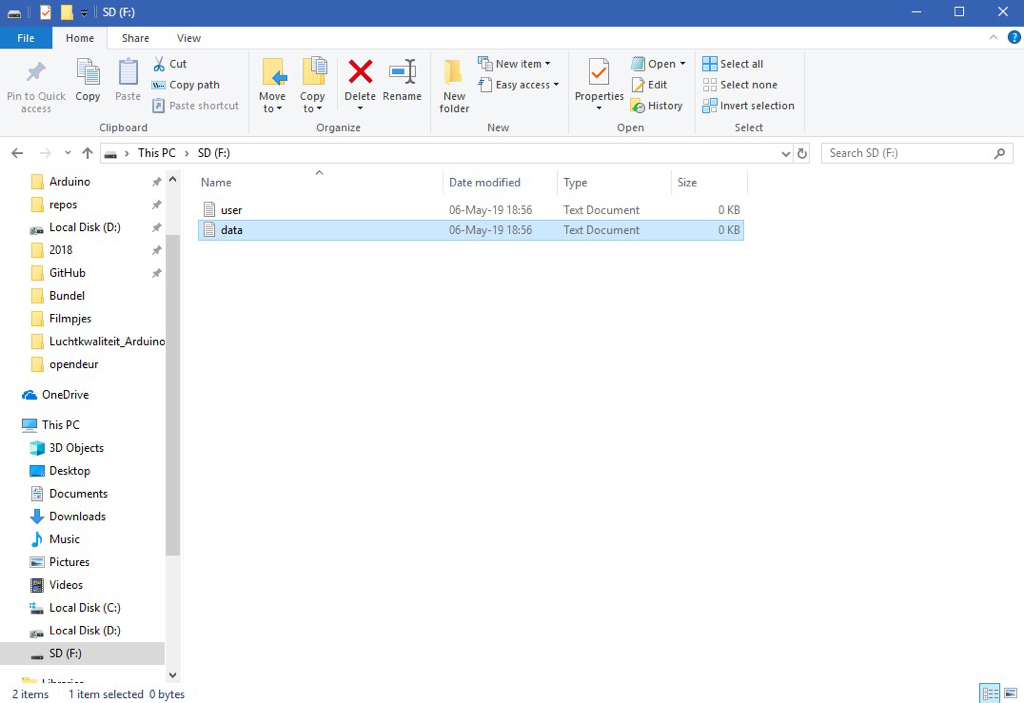 SD (F:)
File Home Share View
Pin to Quick access
Copy
Paste
Cut
Copy path
Paste shortcut
Clipboard
Move to
Copy to
Delete
Rename
Organize
New folder
New item
Easy access
New
Properties
Open
Edit
History
Open
Select all
Select none
Invert selection
Select
This PC SD (F:)
Search SD (F:)
Name Date modified Type Size
user 06-May-19 18:56 Text Document 0 KB
data 06-May-19 18:56 Text Document 0 KB
Arduino
repos
Local Disk (D:)
2018
GitHub
Bundel
Filmpjes
Luchtkwaliteit_Arduino
opendeur
OneDrive
This PC
3D Objects
Desktop
Documents
Downloads
Music
Pictures
Videos
Local Disk (C:)
Local Disk (D:)
SD (F:)
Libraries
2 items 1 item selected 0 bytes